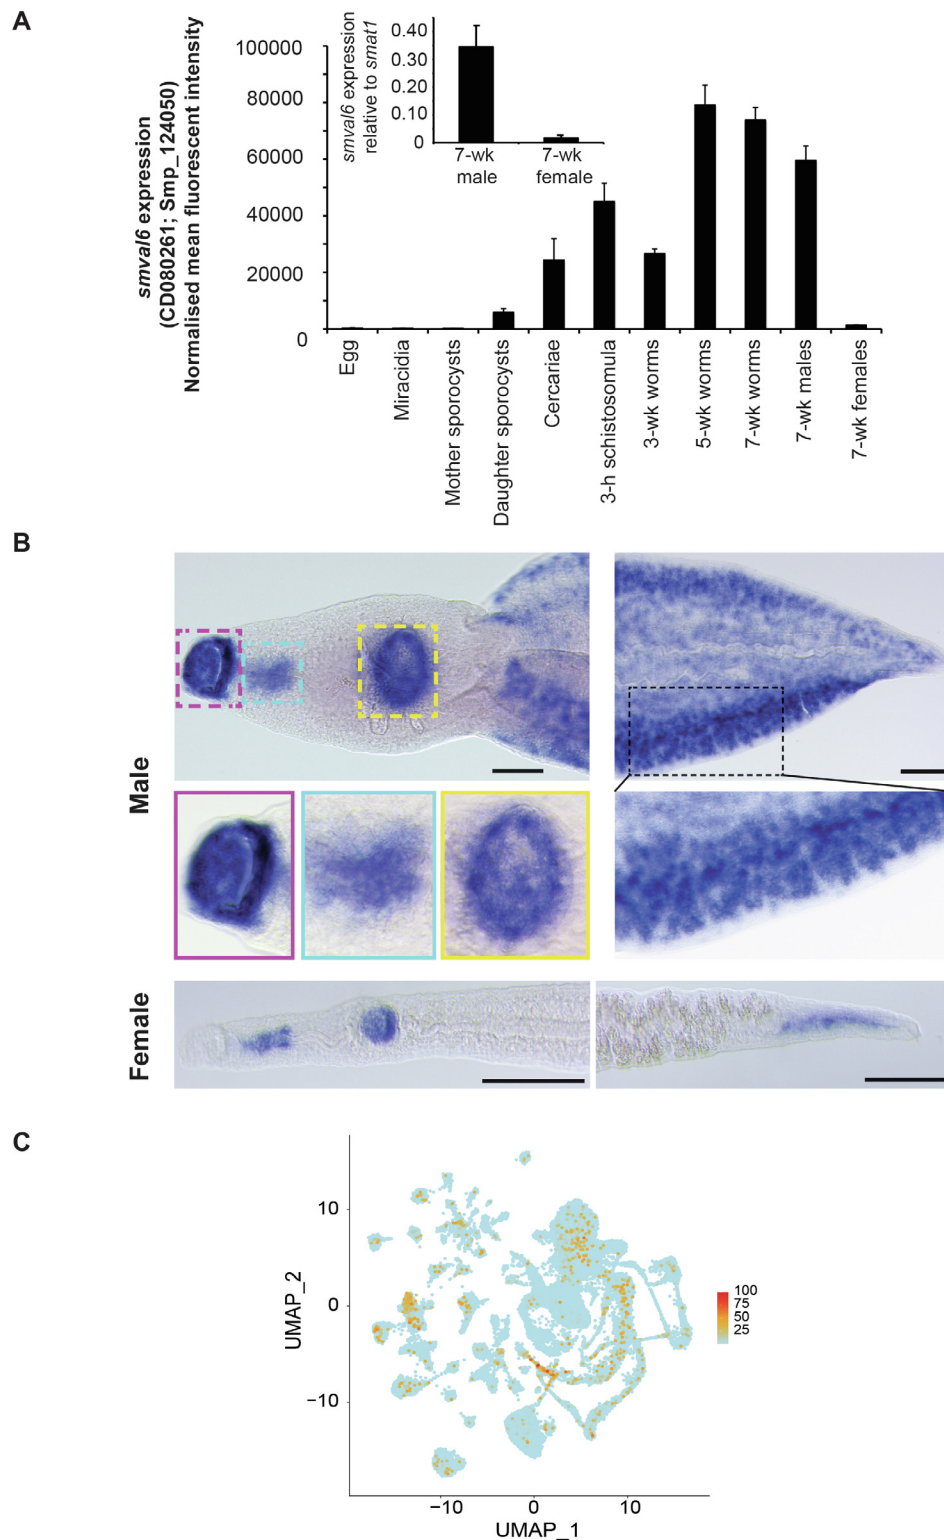 A
smval6 expression
(CD080261; Smp_124050)
Normalised mean fluorescent intensity
100000
80000
60000
40000
20000
0
smval6 expression
relative to smat1
0.40
0.30
0.20
0.10
0
7-wk
male
7-wk
female
Egg
Miracidia
Mother sporocysts
Daughter sporocysts
Cercariae
3-h schistosomula
3-wk worms
5-wk worms
7-wk worms
7-wk males
7-wk females
B
Male
Female
C
UMAP_2
10
0
−10
−10
0
10
UMAP_1
100
75
50
25